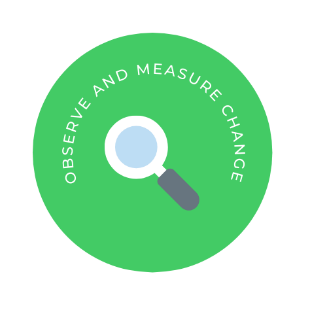 OBSERVE AND MEASURE CHANGE